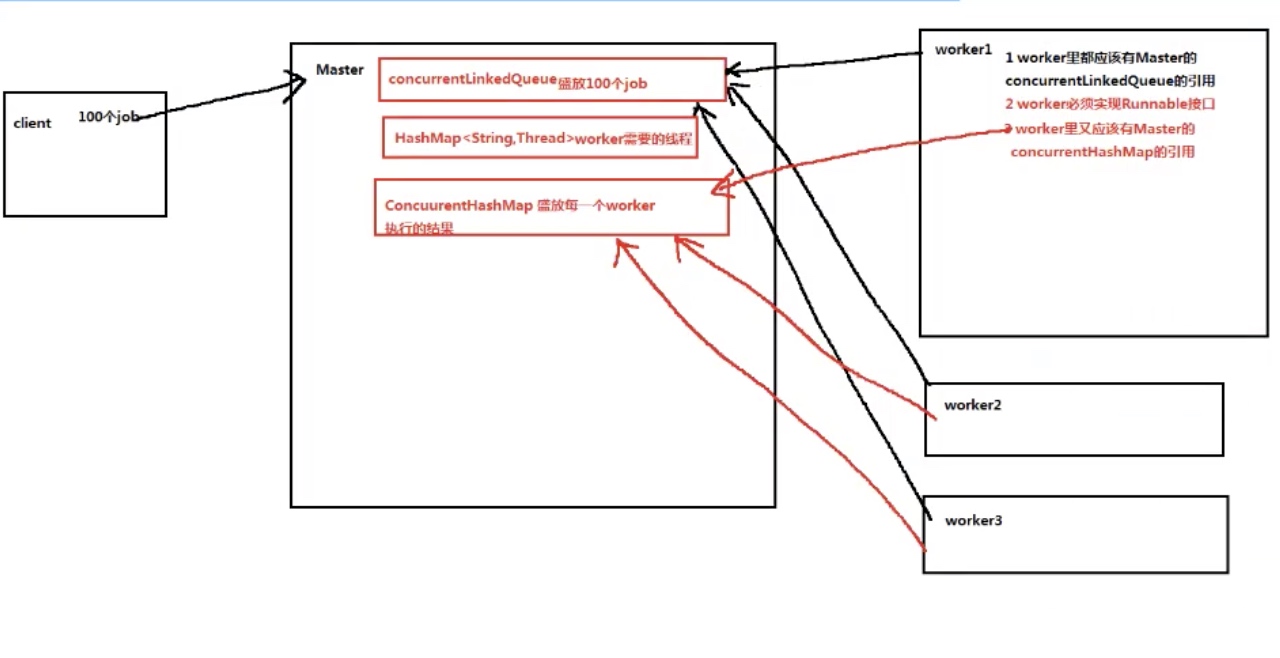 client
100个job
Master
concurrentLinkedQueue盛放100个job
HashMap<String,Thread>worker需要的线程
ConcuurentHashMap 盛放每一个worker
执行的结果
worker1
1 worker里都应该有Master的
concurrentLinkedQueue的引用
2 worker必须实现Runnable接口
3 worker里又应该有Master的
concurrentHashMap的引用
worker2
worker3